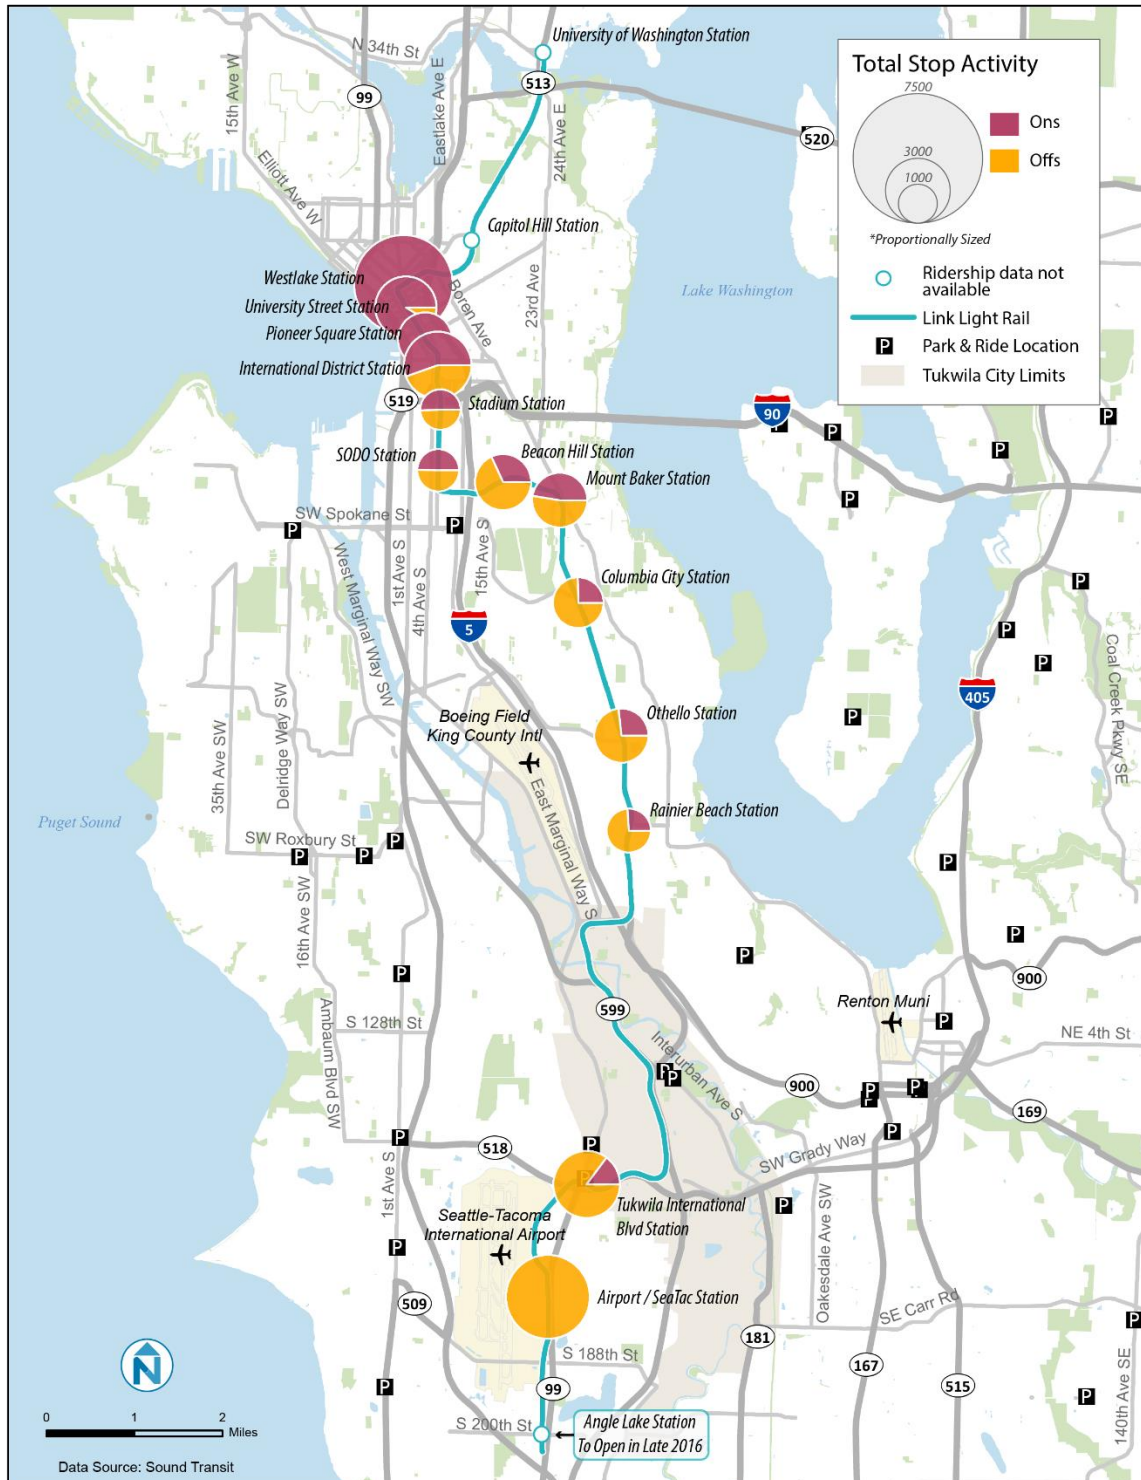 University of Washington Station
N 34th St
15th Ave W
99
Eastlake Ave E
513
24th Ave E
520
Elliott Ave W
Total Stop Activity
7500
3000
1000
Ons
Offs
*Proportionally Sized
Ridership data not
available
Link Light Rail
P
Park & Ride Location
Tukwila City Limits
Capitol Hill Station
Westlake Station
University Street Station
Pioneer Square Station
International District Station
Boren Ave
23rd Ave
Lake Washington
519
Stadium Station
90
P
P
P
P
SODO Station
Beacon Hill Station
Mount Baker Station
P
SW Spokane St
P
P
West Marginal Way SW
1st Ave S
4th Ave S
15th Ave S
5
Columbia City Station
P
P
P
Coal Creek Pkwy SE
405
35th Ave SW
Delridge Way SW
Boeing Field
King County Intl
Othello Station
P
East Marginal Way S
Puget Sound
Rainier Beach Station
SW Roxbury St
P
P
P
P
16th Ave SW
P
P
P
900
599
Renton Muni
P
Ambaum Blvd SW
S 128th St
NE 4th St
Interurban Ave S
P
P
900
P
P
P
P
169
P
P
P
518
SW Grady Way
1st Ave S
P
P
Tukwila International
Blvd Station
Seattle-Tacoma
International Airport
P
Oakesdale Ave SW
Airport / SeaTac Station
509
SE Carr Rd
P
181
167
515
140th Ave SE
N
S 188th St
P
99
P
0 1 2
Miles
S 200th St
Angle Lake Station
To Open in Late 2016
Data Source: Sound Transit